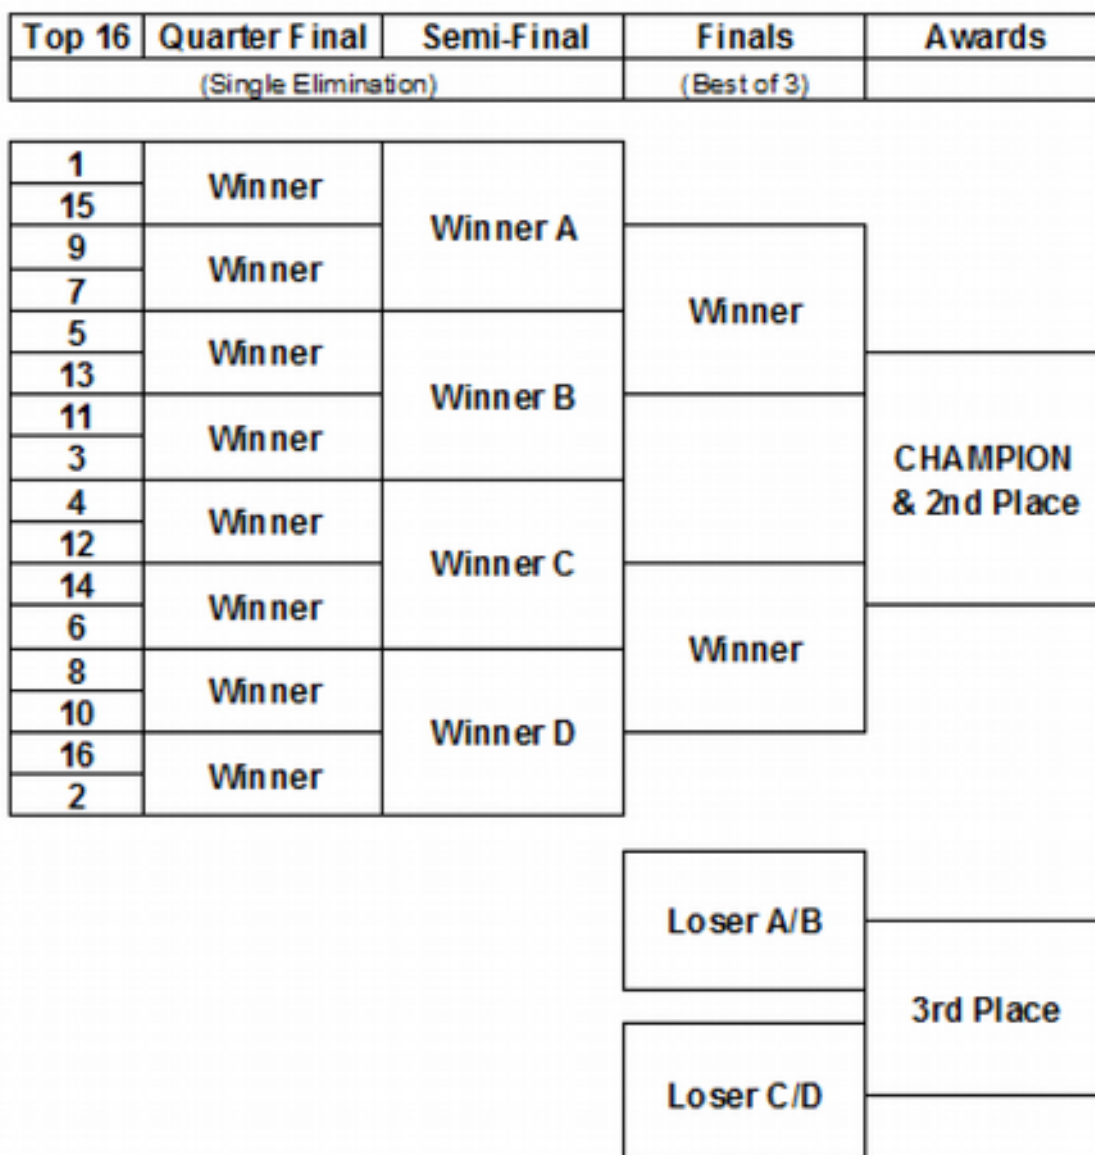 Top 16 Quarter Final Semi-Final Finals Awards
(Single Elimination) (Best of 3)
1
Winner
15
Winner A
9
Winner
7
Winner
5
Winner
13
Winner B
11
Winner
3
CHAMPION
& 2nd Place
4
Winner
12
Winner C
14
Winner
6
Winner
8
Winner
10
Winner D
16
Winner
2
Loser A/B
3rd Place
Loser C/D